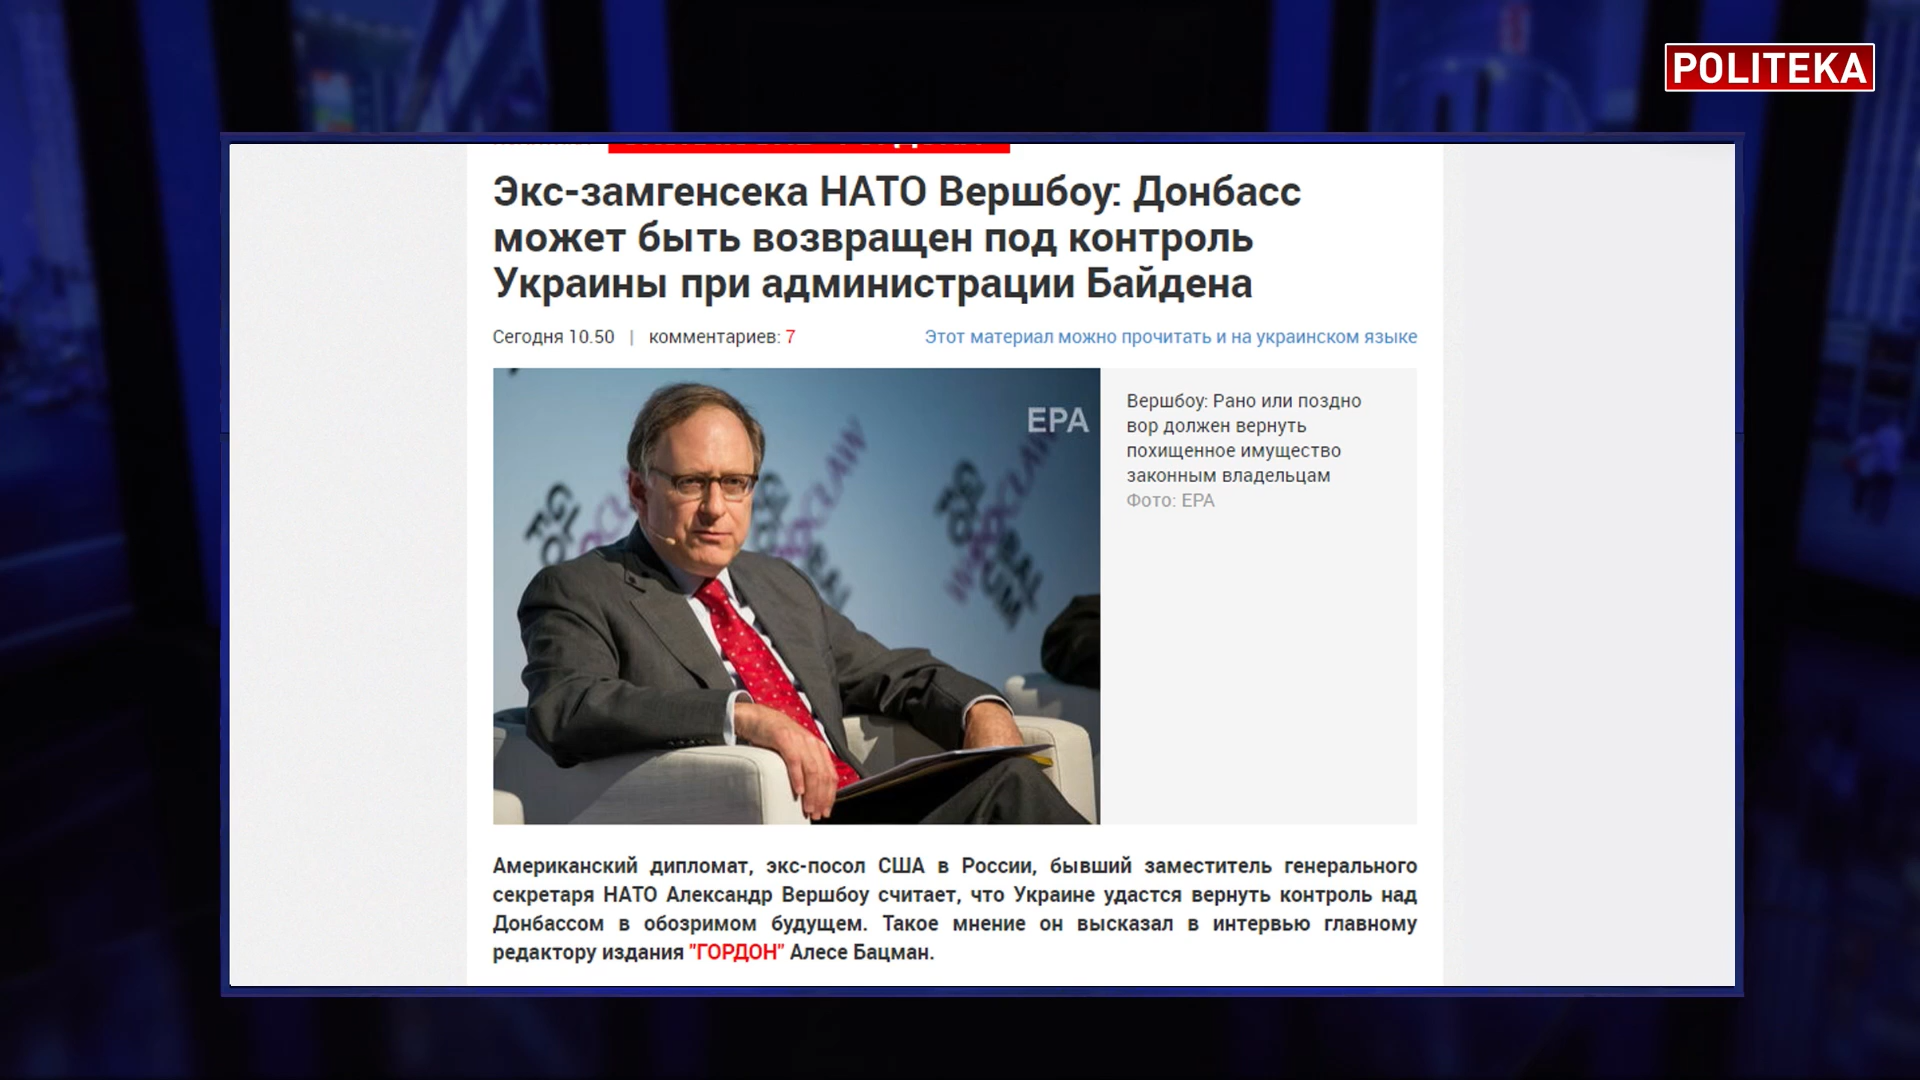 POLITEKA
Экс-замгенсека НАТО Вершбоу: Донбасс
может быть возвращен под контроль
Украины при администрации Байдена
Сегодня 10.50 | комментариев: 7
Этот материал можно прочитать и на украинском языке
EPA
Вершбоу: Рано или поздно
вор должен вернуть
похищенное имущество
законным владельцам
Фото: EPA
Американский дипломат, экс-посол США в России, бывший заместитель генерального
секретаря НАТО Александр Вершбоу считает, что Украине удастся вернуть контроль над
Донбассом в обозримом будущем. Такое мнение он высказал в интервью главному
редактору издания "ГОРДОН" Алесе Бацман.